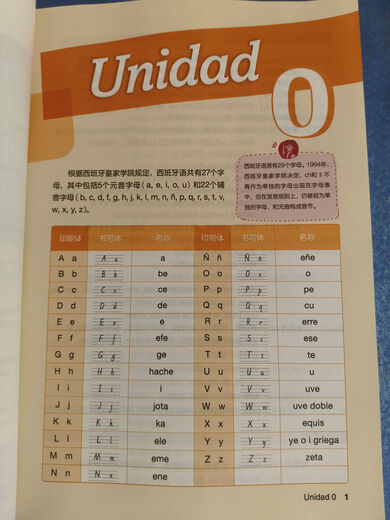 Unidad
0
根据西班牙皇家学院规定，西班牙语共有27个字
母，其中包括5个元音字母（a, e, i, o, u）和22个辅
音字母（b, c, d, f, g, h, j, k, l, m, n, ñ, p, q, r, s, t, v,
w, x, y, z）。
西班牙语原有29个字母。1994年，
西班牙皇家学院决定，ch和 ll 不
再作为单独的字母出现在字母表
中，但在发音规则上，仍被视为单
独的字母，和元音构成音节。
印刷体 书写体 名称 印刷体 书写体 名称
A a A a a Ñ ñ Ñ ñ eñe
B b B b be O o O o o
C c C c ce P p P p pe
D d D d de Q q Q q cu
E e E e e R r R r erre
F f F f efe S s S s ese
G g G g ge T t T t te
H h H h hache U u U u u
I i I i i V v V v uve
J j J j jota W w W w uve doble
K k K k ka X x X x equis
L l L l ele Y y Y y ye o i griega
M m M m eme Z z Z z zeta
N n N n ene
Unidad 0 1